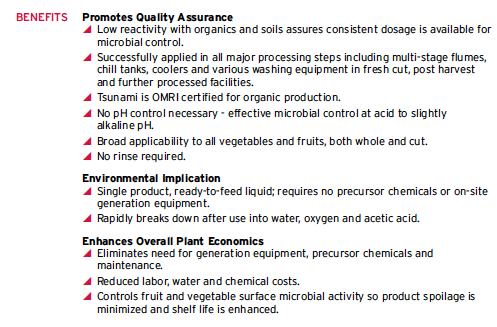 BENEFITS Promotes Quality Assurance
Low reactivity with organics and soils assures consistent dosage is available for
microbial control.
Successfully applied in all major processing steps including multi-stage flumes,
chill tanks, coolers and various washing equipment in fresh cut, post harvest
and further processed facilities.
Tsunami is OMRI certified for organic production.
No pH control necessary - effective microbial control at acid to slightly
alkaline pH.
Broad applicability to all vegetables and fruits, both whole and cut.
No rinse required.
Environmental Implication
Single product, ready-to-feed liquid; requires no precursor chemicals or on-site
generation equipment.
Rapidly breaks down after use into water, oxygen and acetic acid.
Enhances Overall Plant Economics
Eliminates need for generation equipment, precursor chemicals and
maintenance.
Reduced labor, water and chemical costs.
Controls fruit and vegetable surface microbial activity so product spoilage is
minimized and shelf life is enhanced.